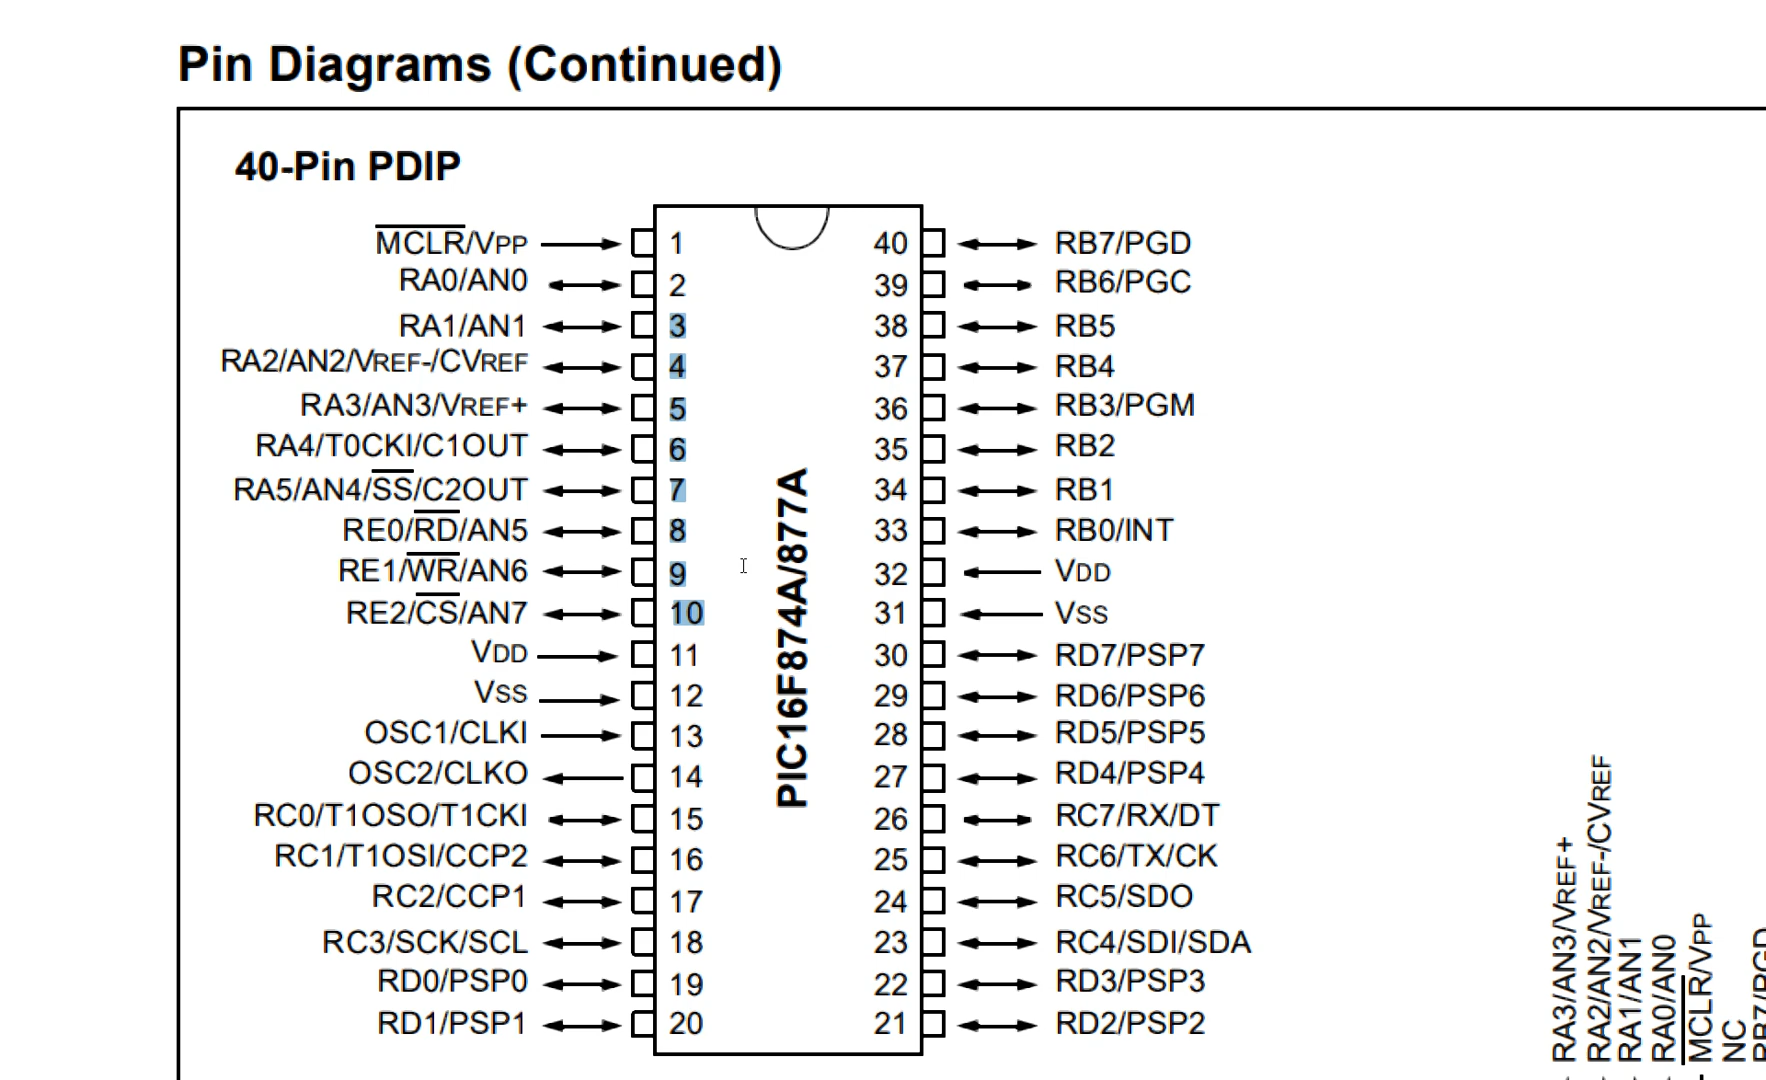 Pin Diagrams (Continued)
40-Pin PDIP
MCLR/VPP 1 40 RB7/PGD
RA0/AN0 2 39 RB6/PGC
RA1/AN1 3 38 RB5
RA2/AN2/VREF-/CVREF 4 37 RB4
RA3/AN3/VREF+ 5 36 RB3/PGM
RA4/T0CKI/C1OUT 6 35 RB2
RA5/AN4/SS/C2OUT 7 34 RB1
RE0/RD/AN5 8 33 RB0/INT
RE1/WR/AN6 9 32 VDD
RE2/CS/AN7 10 31 VSS
VDD 11 30 RD7/PSP7
VSS 12 29 RD6/PSP6
OSC1/CLKI 13 28 RD5/PSP5
OSC2/CLKO 14 27 RD4/PSP4
RC0/T1OSO/T1CKI 15 26 RC7/RX/DT
RC1/T1OSI/CCP2 16 25 RC6/TX/CK
RC2/CCP1 17 24 RC5/SDO
RC3/SCK/SCL 18 23 RC4/SDI/SDA
RD0/PSP0 19 22 RD3/PSP3
RD1/PSP1 20 21 RD2/PSP2
PIC16F874A/877A
RA3/AN3/VREF+
RA2/AN2/VREF-/CVREF
RA1/AN1
RA0/AN0
MCLR/VPP
NC